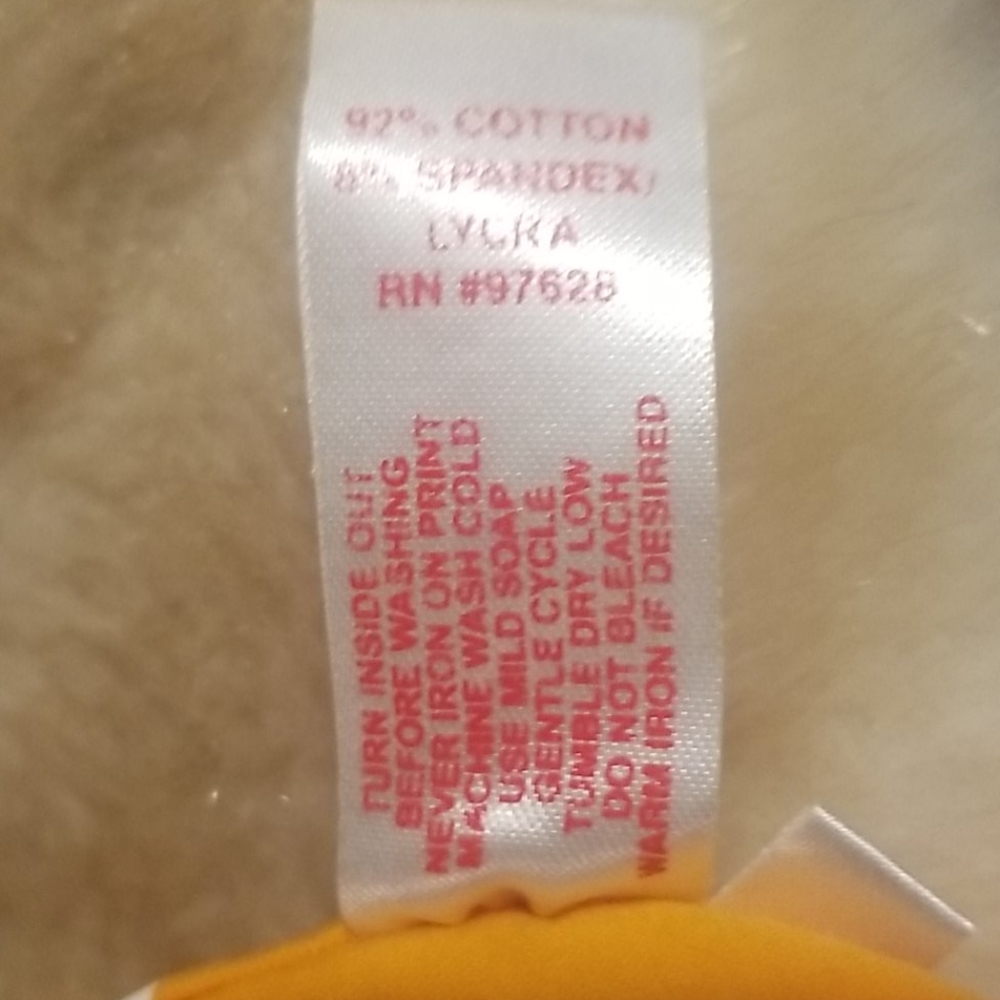 92% COTTON
8% SPANDEX/
LYCRA
RN #97628
TURN INSIDE OUT
BEFORE WASHING
NEVER IRON ON PRINT
MACHINE WASH COLD
USE MILD SOAP
GENTLE CYCLE
TUMBLE DRY LOW
DO NOT BLEACH
WARM IRON IF DESIRED